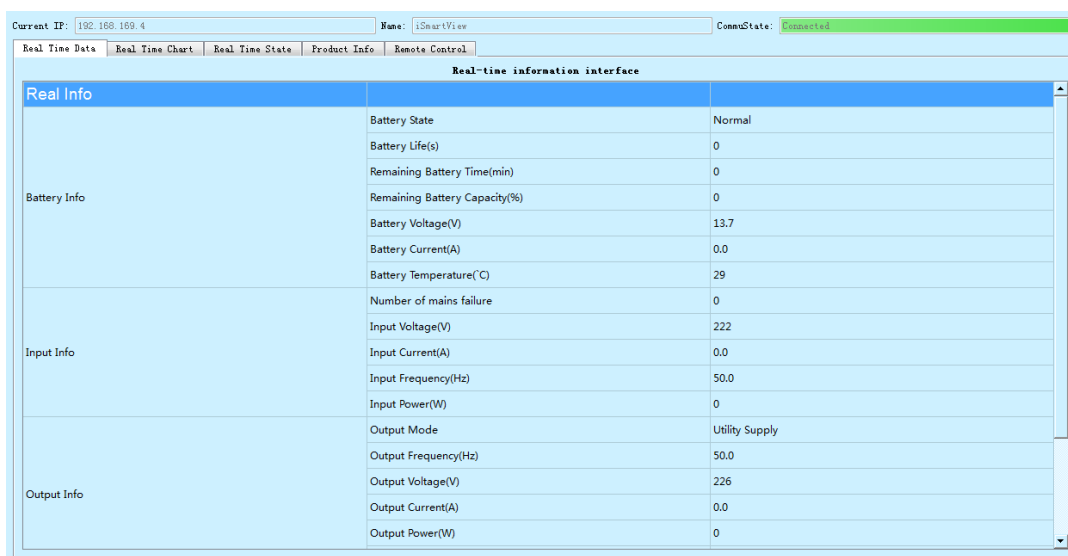 Current IP: 192.168.169.4 Name: iSmartView CommuState: Connected
Real Time Data Real Time Chart Real Time State Product Info Remote Control
Real-time information interface
Real Info
Battery Info
Battery State Normal
Battery Life(s) 0
Remaining Battery Time(min) 0
Remaining Battery Capacity(%) 0
Battery Voltage(V) 13.7
Battery Current(A) 0.0
Battery Temperature(`C) 29
Input Info
Number of mains failure 0
Input Voltage(V) 222
Input Current(A) 0.0
Input Frequency(Hz) 50.0
Input Power(W) 0
Output Info
Output Mode Utility Supply
Output Frequency(Hz) 50.0
Output Voltage(V) 226
Output Current(A) 0.0
Output Power(W) 0